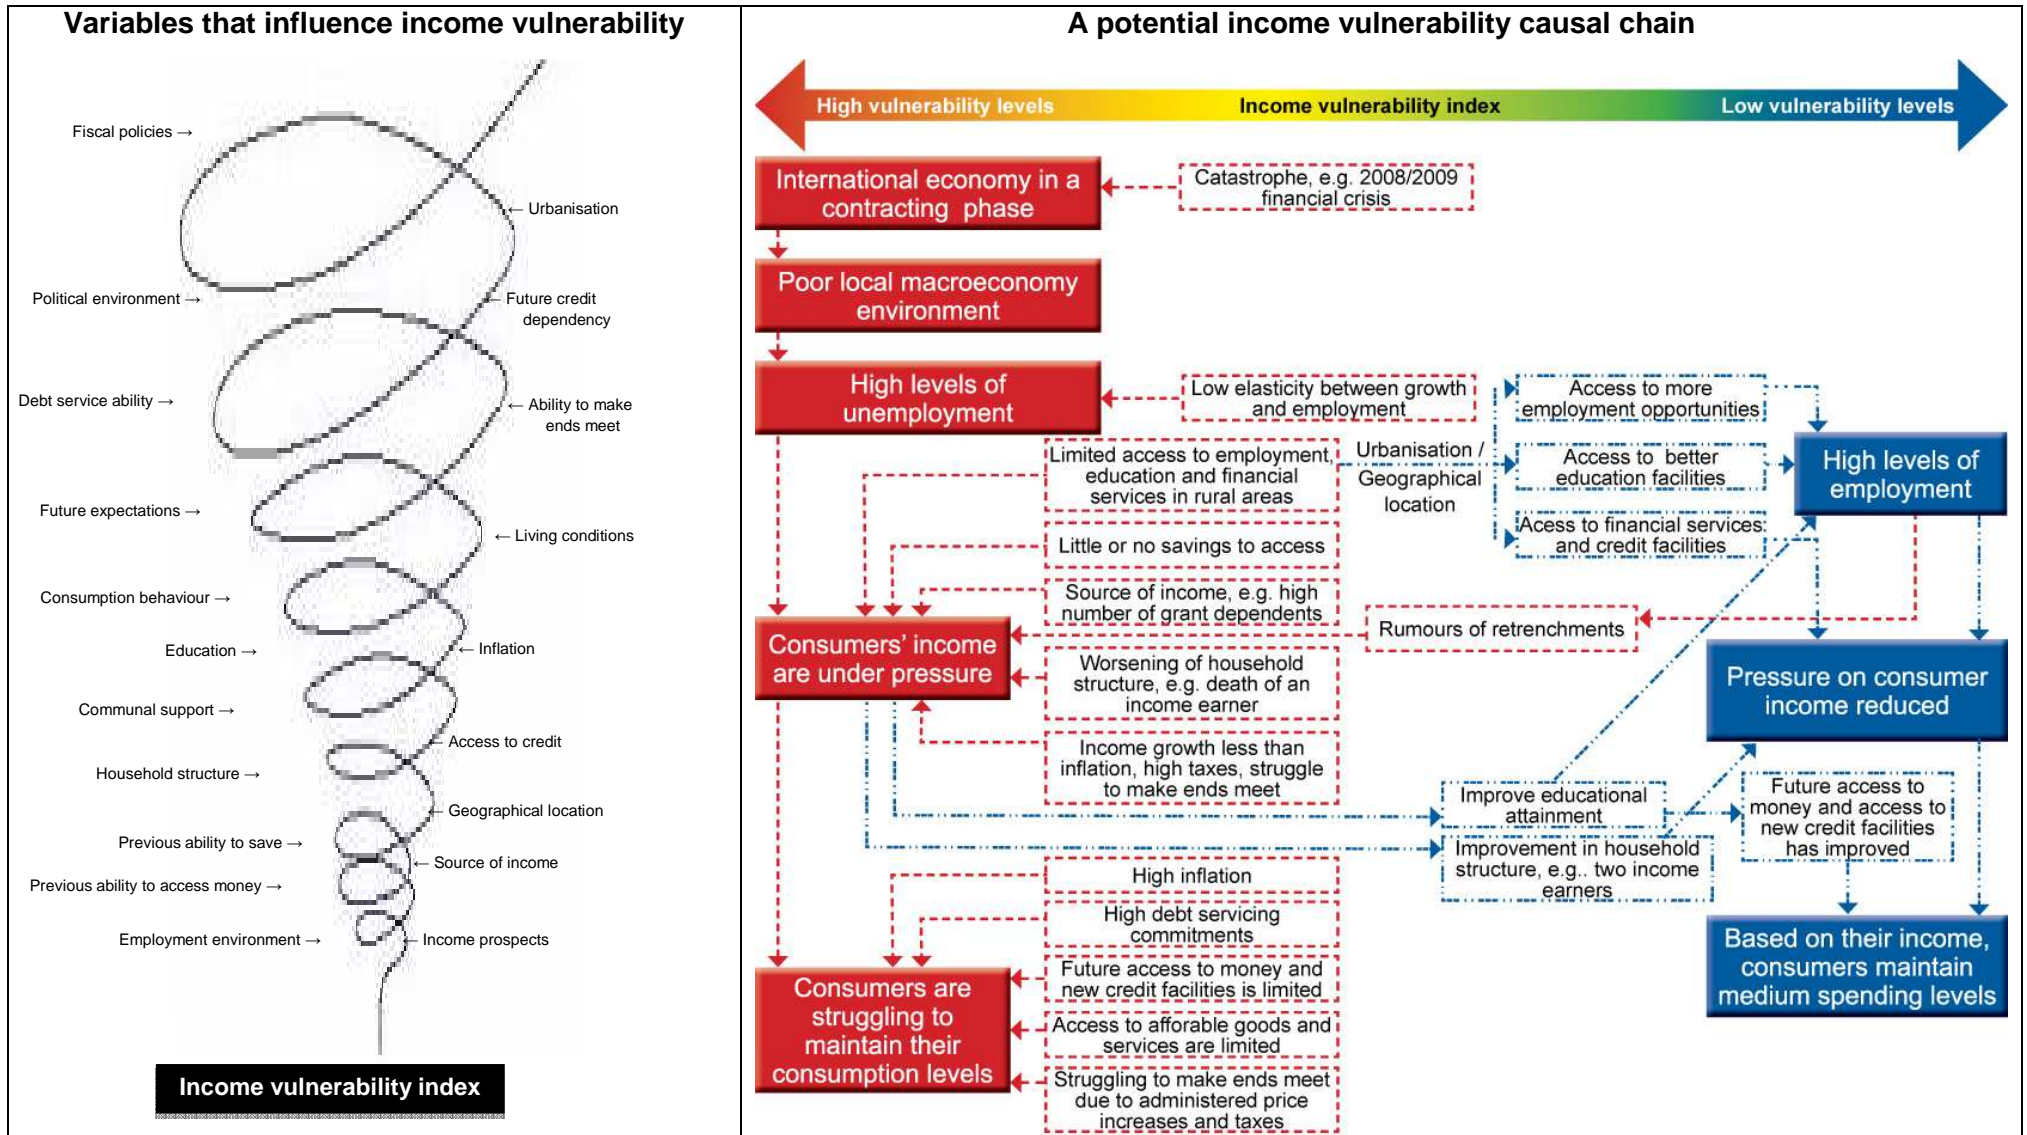 Variables that influence income vulnerability
Fiscal policies →
← Urbanisation
Political environment →
← Future credit
dependency
Debt service ability →
← Ability to make
ends meet
Future expectations →
← Living conditions
Consumption behaviour →
Education →
← Inflation
Communal support →
← Access to credit
Household structure →
← Geographical location
Previous ability to save →
← Source of income
Previous ability to access money →
Employment environment →
← Income prospects
Income vulnerability index
A potential income vulnerability causal chain
High vulnerability levels
Income vulnerability index
Low vulnerability levels
International economy in a
contracting phase
Catastrophe, e.g. 2008/2009
financial crisis
Poor local macroeconomy
environment
High levels of
unemployment
Low elasticity between growth
and employment
Access to more
employment opportunities
Limited access to employment,
education and financial
services in rural areas
Urbanisation /
Geographical
location
Access to better
education facilities
High levels of
employment
Acess to financial services
and credit facilities
Little or no savings to access
Source of income, e.g. high
number of grant dependents
Rumours of retrenchments
Consumers' income
are under pressure
Worsening of household
structure, e.g. death of an
income earner
Pressure on consumer
income reduced
Income growth less than
inflation, high taxes, struggle
to make ends meet
Improve educational
attainment
Future access to
money and access to
new credit facilities
has improved
Improvement in household
structure, e.g.. two income
earners
High inflation
High debt servicing
commitments
Future access to money and
new credit facilities is limited
Based on their income,
consumers maintain
medium spending levels
Consumers are
struggling to
maintain their
consumption levels
Access to afforable goods and
services are limited
Struggling to make ends meet
due to administered price
increases and taxes